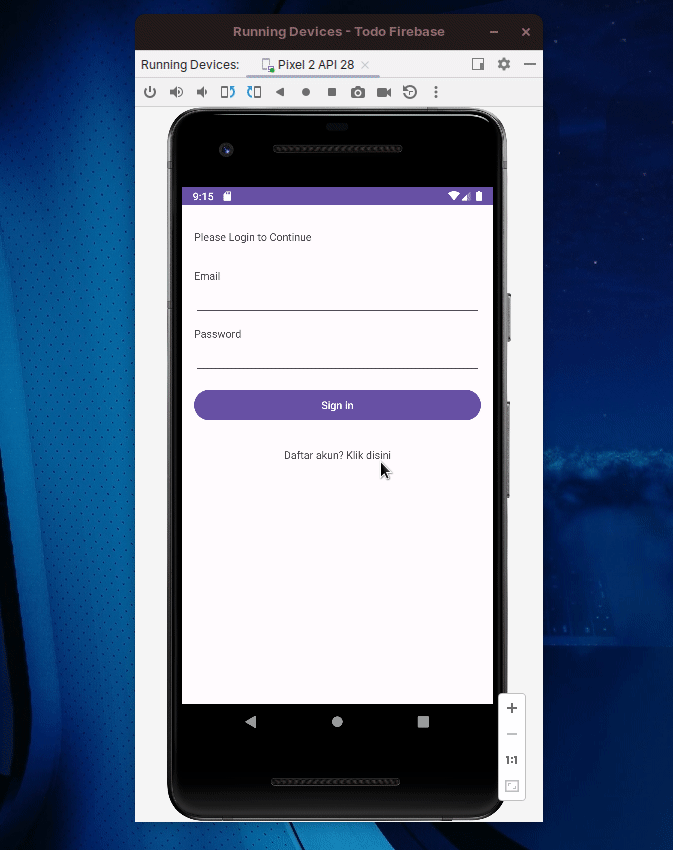 Running Devices - Todo Firebase
Running Devices: Pixel 2 API 28
9:15
Please Login to Continue
Email
Password
Sign in
Daftar akun? Klik disini
1:1